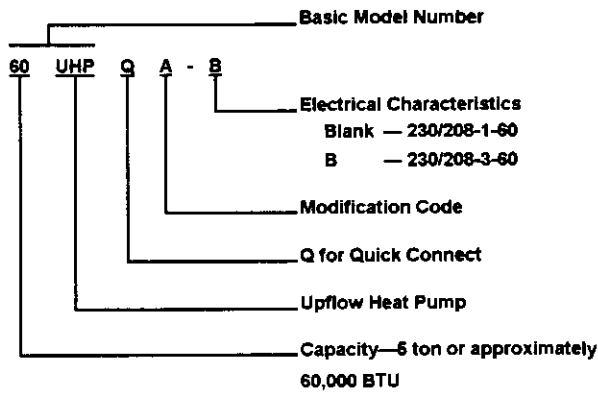 Basic Model Number
60 UHP Q A - B
Electrical Characteristics
Blank — 230/208-1-60
B — 230/208-3-60
Modification Code
Q for Quick Connect
Upflow Heat Pump
Capacity—5 ton or approximately
60,000 BTU